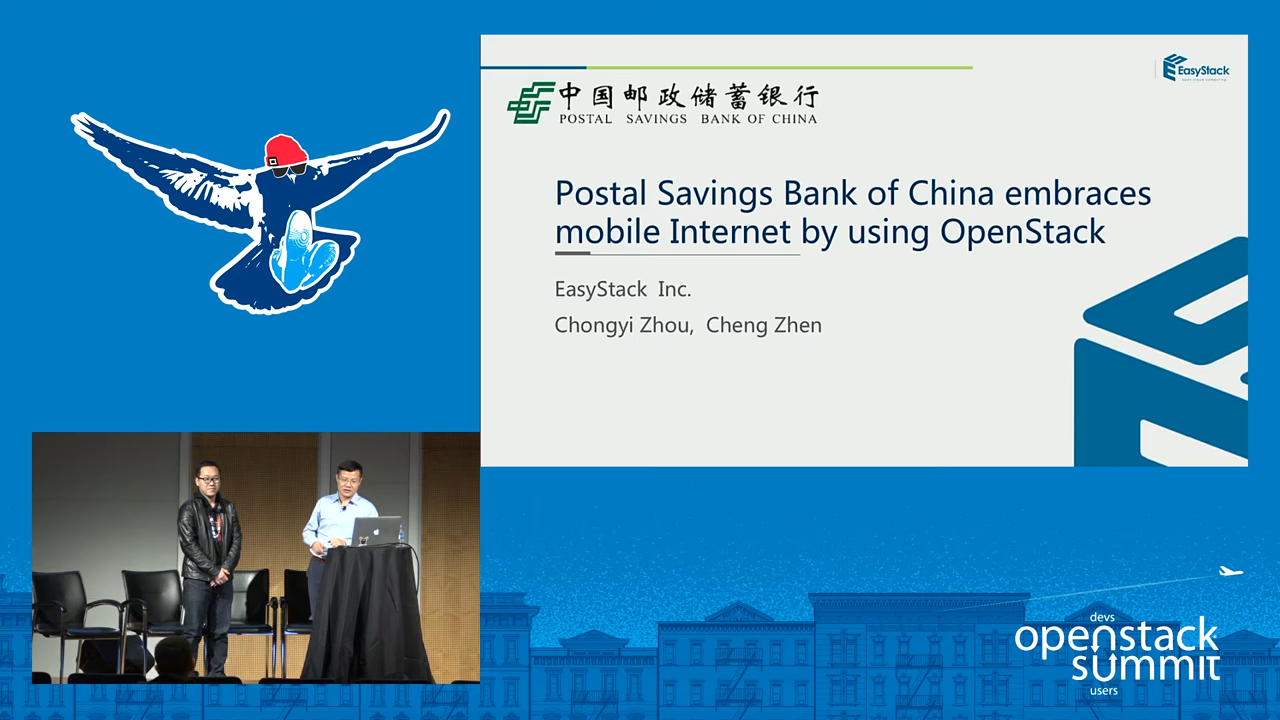 EasyStack
中国邮政储蓄银行
POSTAL SAVINGS BANK OF CHINA
Postal Savings Bank of China embraces
mobile Internet by using OpenStack
EasyStack Inc.
Chongyi Zhou, Cheng Zhen
devs
openstack
summit
users